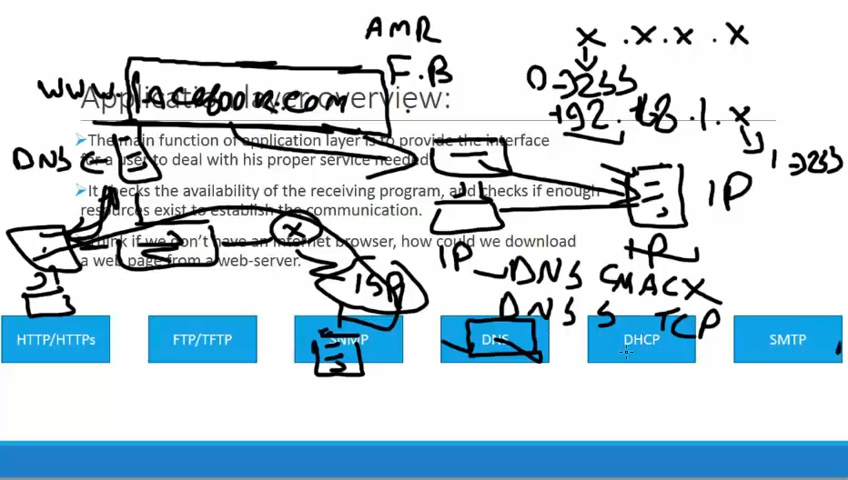 AMR
X . X . X . X
F.B
WWW. FACEBOOK.COM
0->255
Application layer overview:
192.168.1.X
The main function of application layer is to provide the interface
for a user to deal with his proper service needed.
DNS C
1->255
It checks the availability of the receiving program, and checks if enough
resources exist to establish the communication.
IP
X
Think if we don't have an internet browser, how could we download
a web page from a web-server.
IP
IP
DNS C MAC X
ISP
DNS S TCP
HTTP/HTTPs
FTP/TFTP
SNMP
DNS
DHCP
SMTP